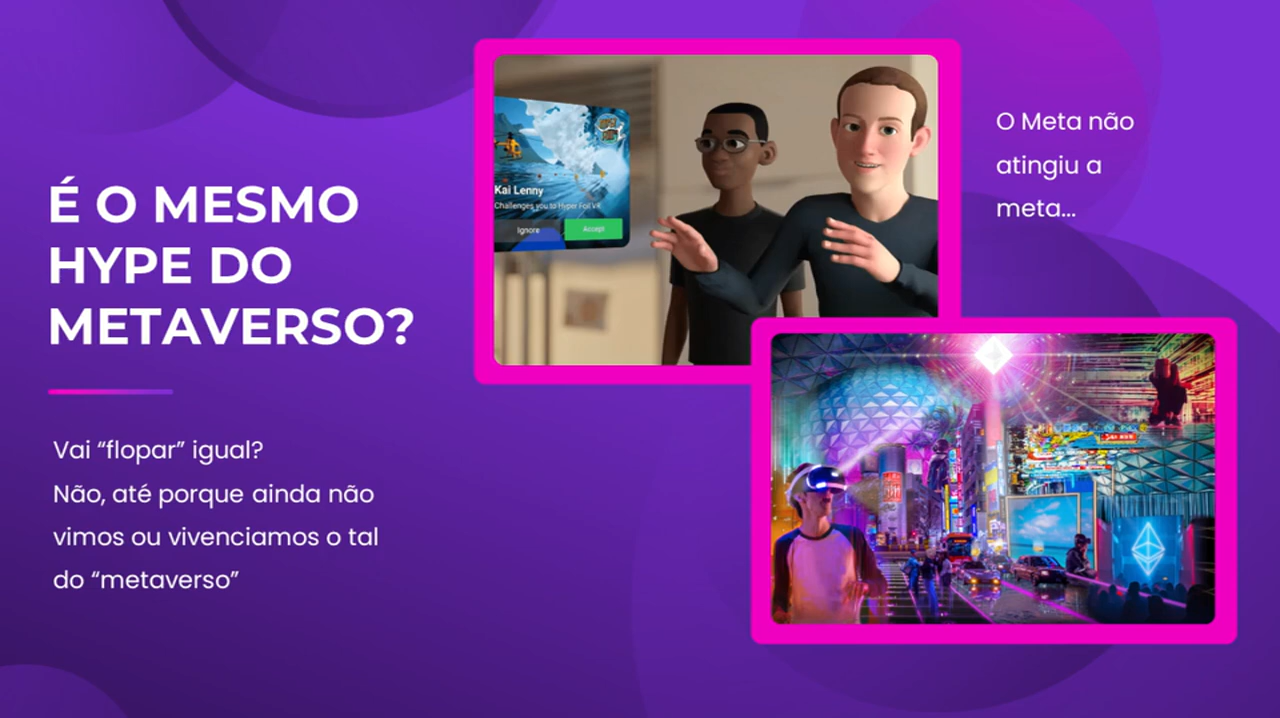 É O MESMO
HYPE DO
METAVERSO?
Vai “flopar” igual?
Não, até porque ainda não
vimos ou vivenciamos o tal
do “metaverso”
Kai Lenny
Challenges you to Hyper Foil VR
Ignore
Accept
O Meta não
atingiu a
meta...